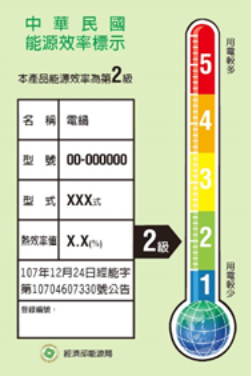 中華民國
能源效率標示
本產品能源效率為第2級
名 稱 電鍋
型 號 00-000000
型 式 XXX式
熱效率值 X.X(%)
107年12月24日經能字
第10704607330號公告
登錄編號：
經濟部能源局
用電較多
5
4
3
2
1
2級
用電較少